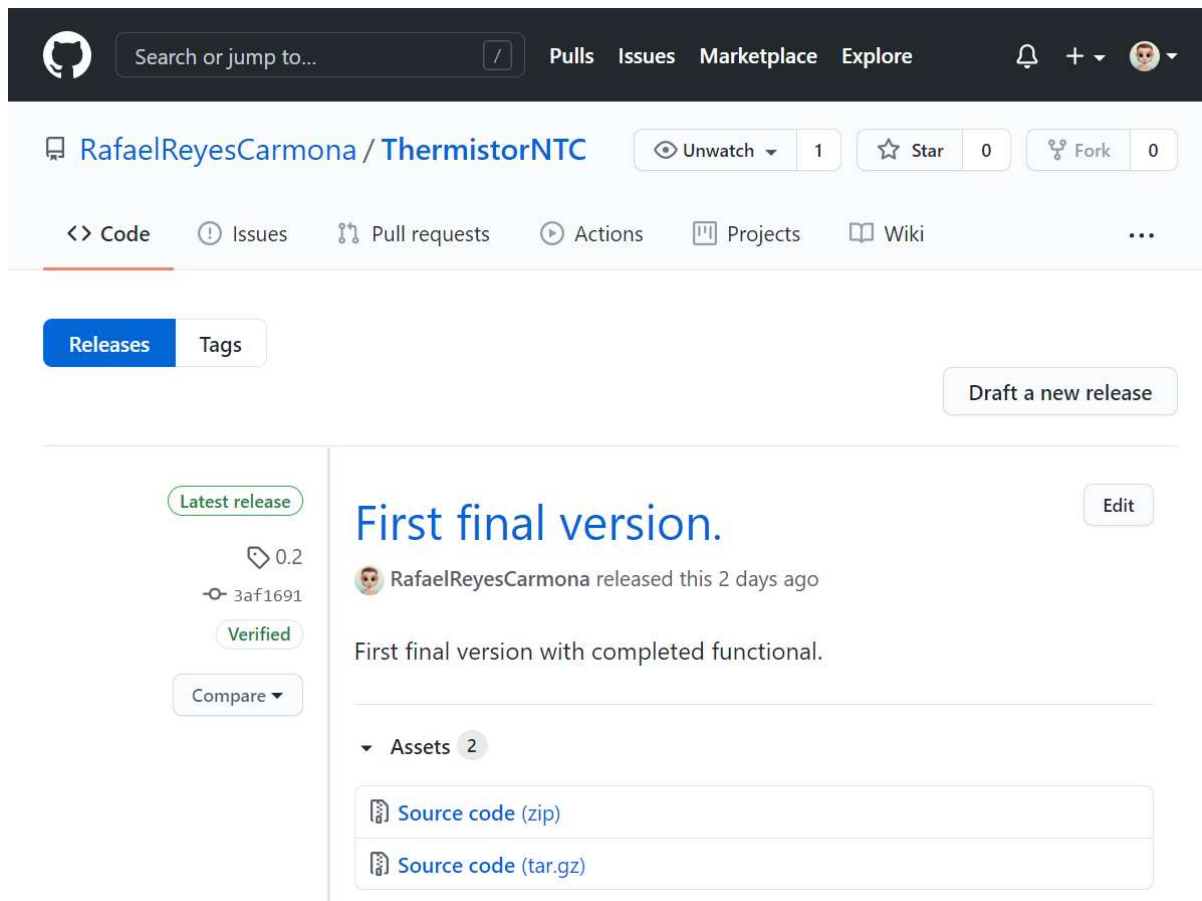 Search or jump to... / Pulls Issues Marketplace Explore
RafaelReyesCarmona / ThermistorNTC Unwatch 1 Star 0 Fork 0
<> Code Issues Pull requests Actions Projects Wiki ...
Releases Tags
Draft a new release
Latest release
0.2
3af1691
Verified
Compare
First final version.
Edit
RafaelReyesCarmona released this 2 days ago
First final version with completed functional.
Assets 2
Source code (zip)
Source code (tar.gz)